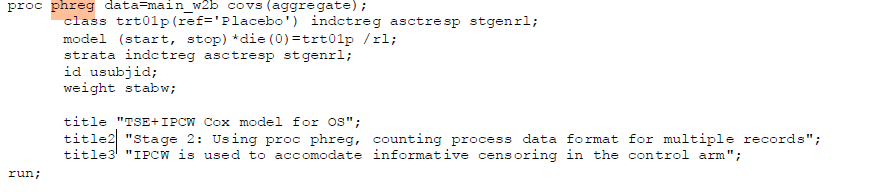 proc phreg data=main_w2b covs(aggregate);
class trt01p(ref='Placebo') indctreg asctresp stgenrl;
model (start, stop)*die(0)=trt01p /rl;
strata indctreg asctresp stgenrl;
id usubjid;
weight stabw;
title "TSE+IPCW Cox model for OS";
title2 "Stage 2: Using proc phreg, counting process data format for multiple records";
title3 "IPCW is used to accomodate informative censoring in the control arm";
run;